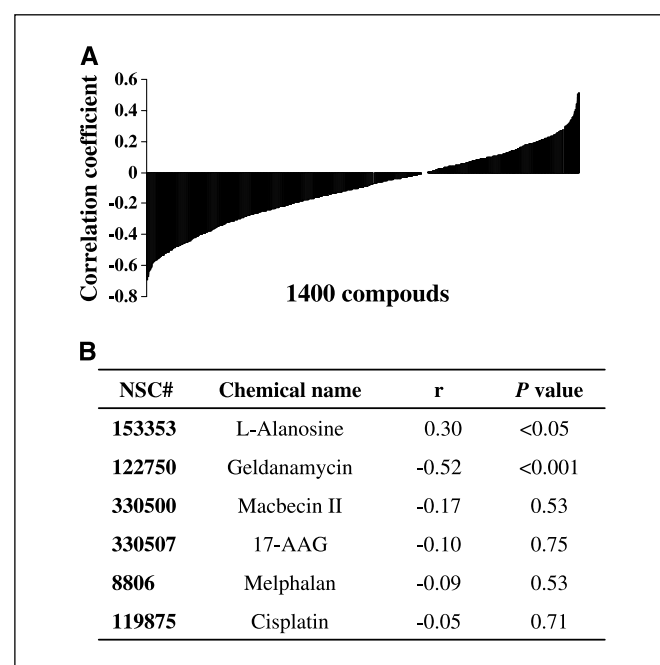 A
Correlation coefficient
0.6
0.4
0.2
0
-0.2
-0.4
-0.6
-0.8
1400 compouds
B
NSC# Chemical name r P value
153353 L-Alanosine 0.30 <0.05
122750 Geldanamycin -0.52 <0.001
330500 Macbecin II -0.17 0.53
330507 17-AAG -0.10 0.75
8806 Melphalan -0.09 0.53
119875 Cisplatin -0.05 0.71